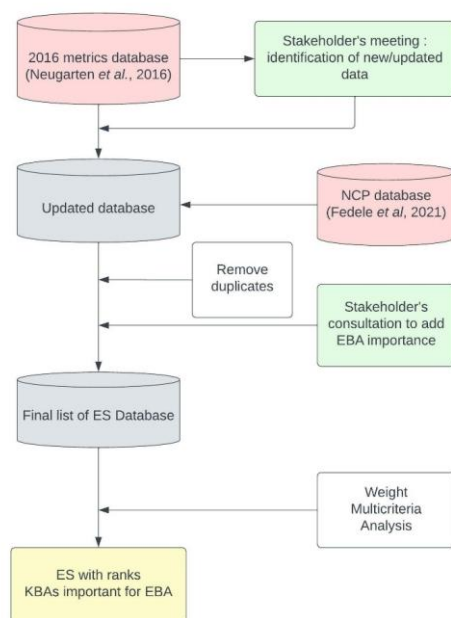 2016 metrics database
(Neugarten et al., 2016)
Stakeholder's meeting :
identification of new/updated
data
Updated database
NCP database
(Fedele et al, 2021)
Remove
duplicates
Stakeholder's
consultation to add
EBA importance
Final list of ES Database
Weight
Multicriteria
Analysis
ES with ranks
KBAs important for EBA